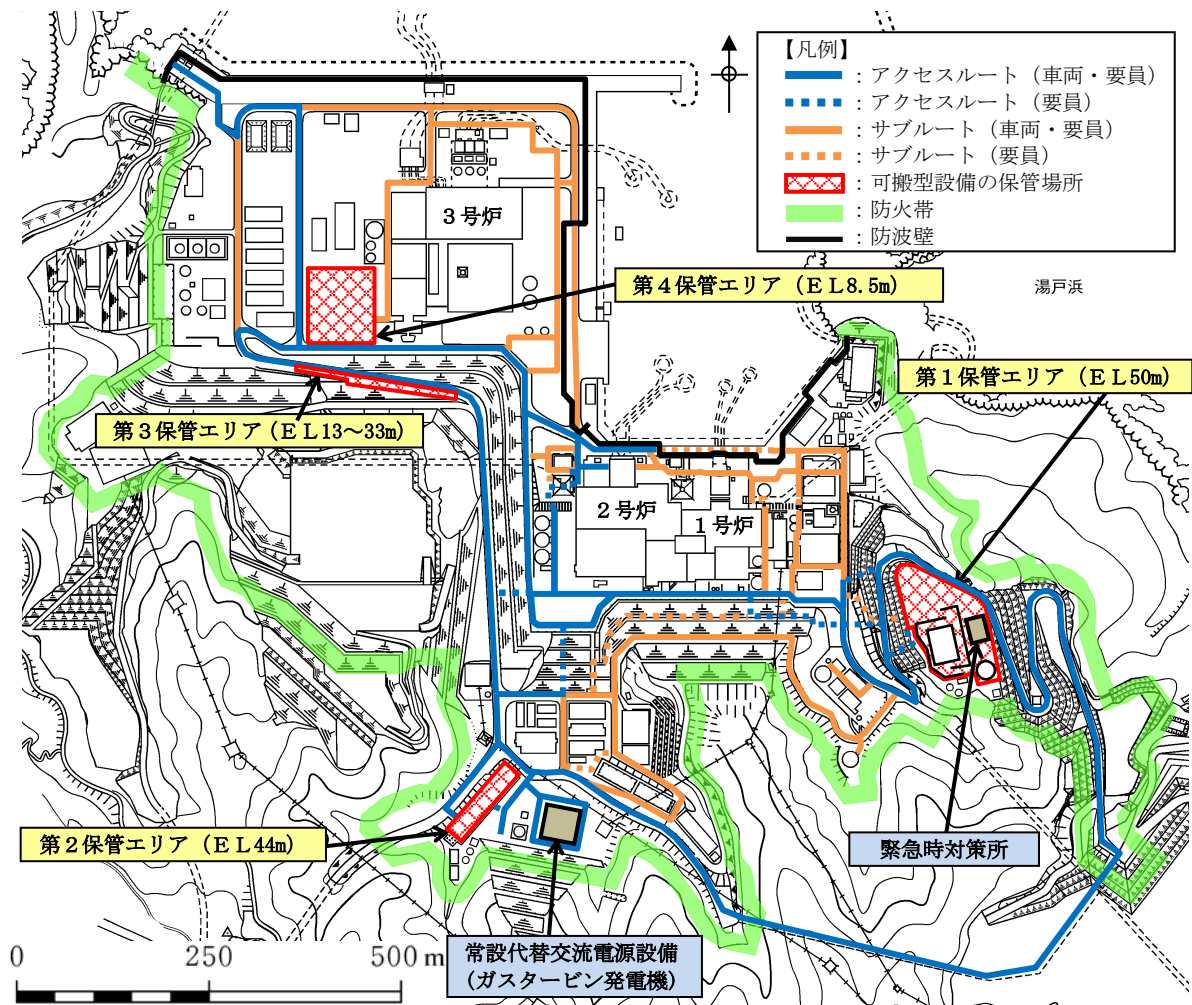 【凡例】
：アクセスルート（車両・要員）
：アクセスルート（要員）
：サブルート（車両・要員）
：サブルート（要員）
：可搬型設備の保管場所
：防火帯
：防波壁
３号炉
第４保管エリア（ＥＬ8.5m）
湯戸浜
第１保管エリア（ＥＬ50m）
第３保管エリア（ＥＬ13～33m）
２号炉
１号炉
第２保管エリア（ＥＬ44m）
緊急時対策所
常設代替交流電源設備
(ガスタービン発電機)
0 250 500 m